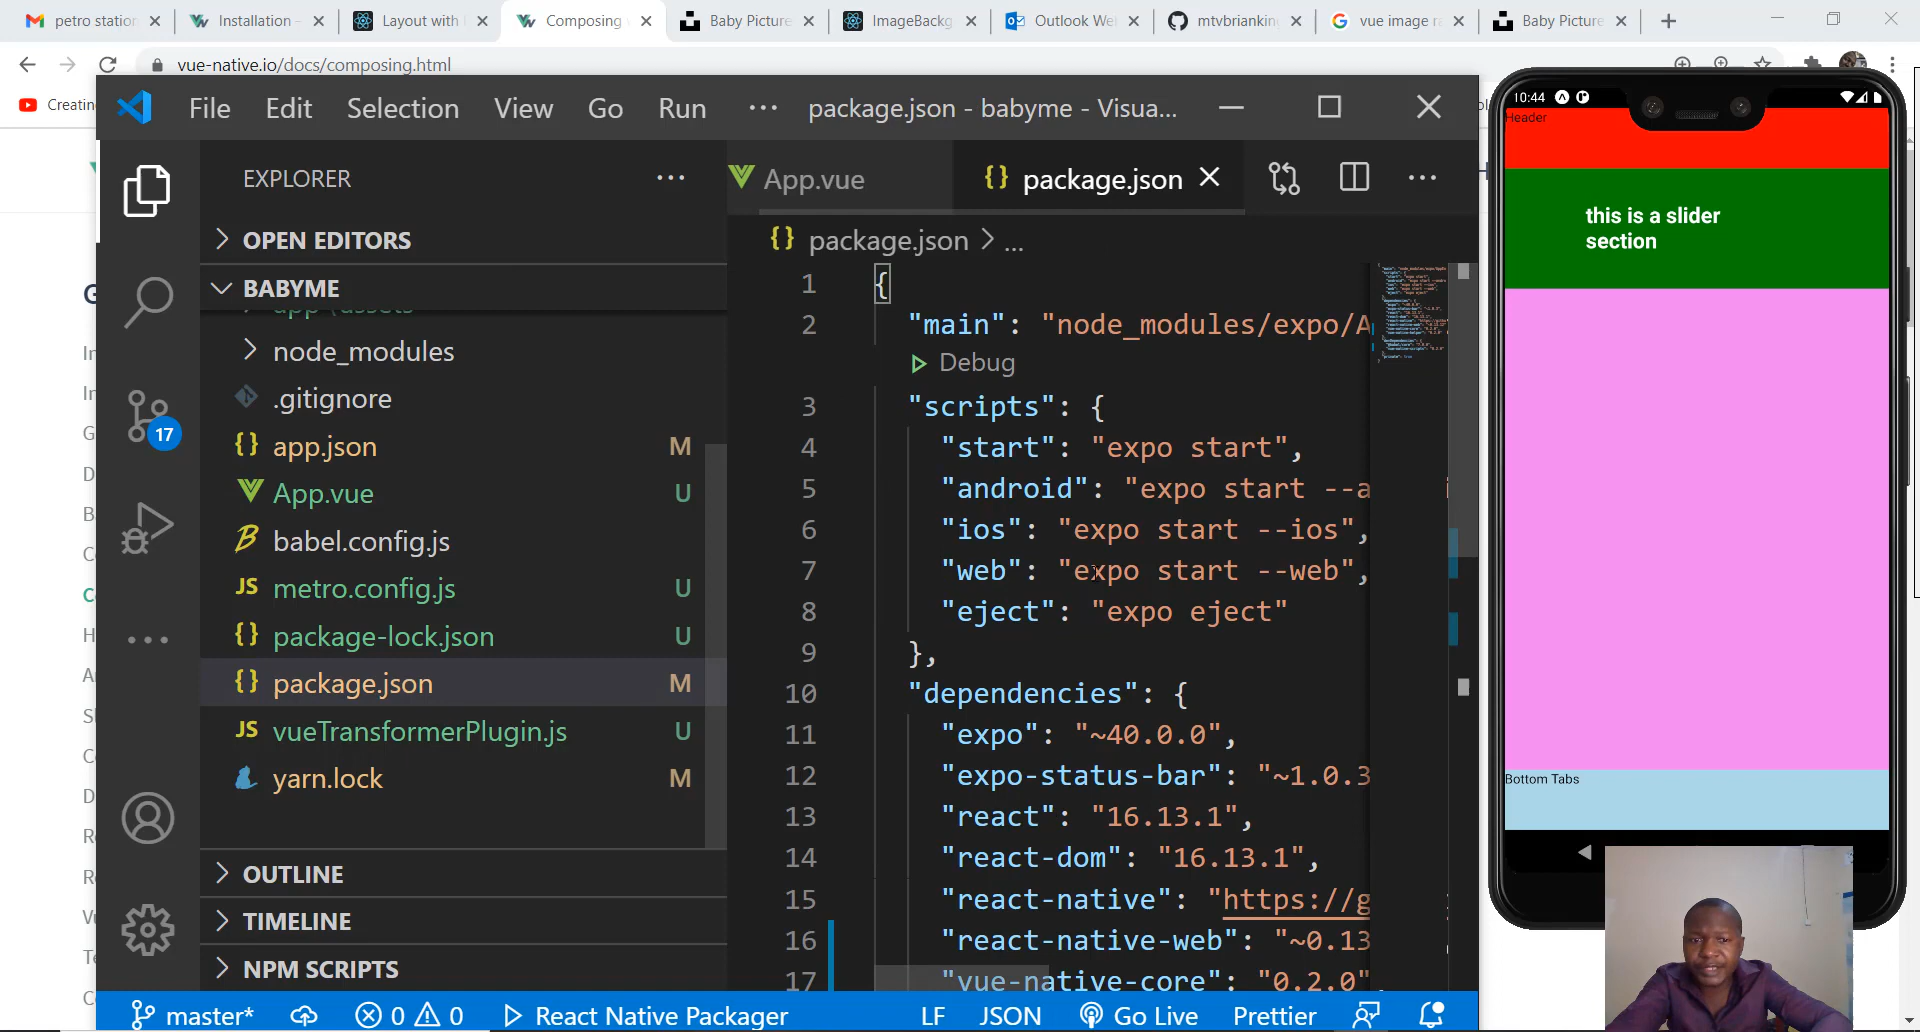 petro station
Installation -
Layout with
Composing
Baby Picture
ImageBackg
Outlook We
mtvbrianking
vue image ra
Baby Picture
vue-native.io/docs/composing.html
Creating
File Edit Selection View Go Run ··· package.json - babyme - Visua...
EXPLORER
App.vue
package.json
OPEN EDITORS
package.json > ...
BABYME
node_modules
.gitignore
app.json M
App.vue U
babel.config.js
metro.config.js U
package-lock.json U
package.json M
vueTransformerPlugin.js U
yarn.lock M
OUTLINE
TIMELINE
NPM SCRIPTS
17
1 {
2 "main": "node_modules/expo/A
Debug
3 "scripts": {
4 "start": "expo start",
5 "android": "expo start --a
6 "ios": "expo start --ios",
7 "web": "expo start --web",
8 "eject": "expo eject"
9 },
10 "dependencies": {
11 "expo": "~40.0.0",
12 "expo-status-bar": "~1.0.3
13 "react": "16.13.1",
14 "react-dom": "16.13.1",
15 "react-native": "https://g
16 "react-native-web": "~0.13
17 "vue-native-core": "0.2.0",
master* 0 0 React Native Packager LF JSON Go Live Prettier
10:44
Header
this is a slider
section
Bottom Tabs